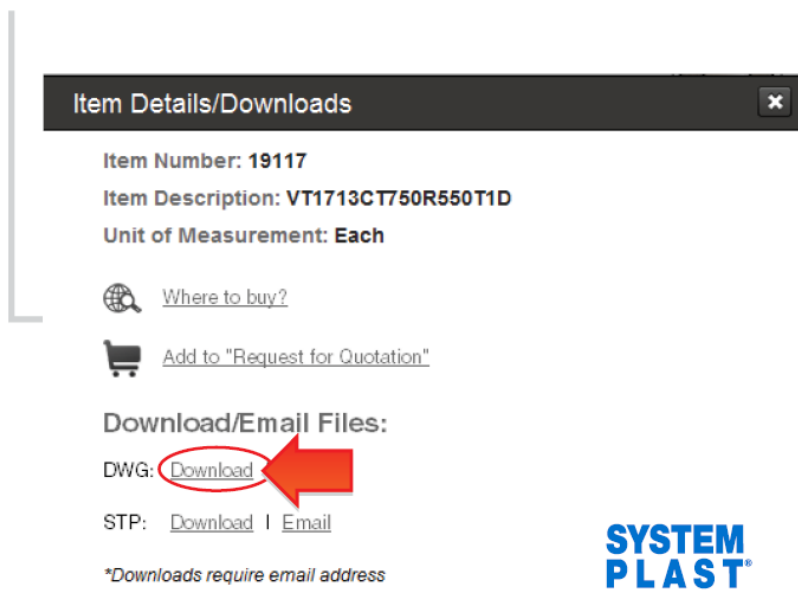 Item Details/Downloads
Item Number: 19117
Item Description: VT1713CT750R550T1D
Unit of Measurement: Each
Where to buy?
Add to "Request for Quotation"
Download/Email Files:
DWG: Download
STP: Download | Email
*Downloads require email address
SYSTEM
PLAST®